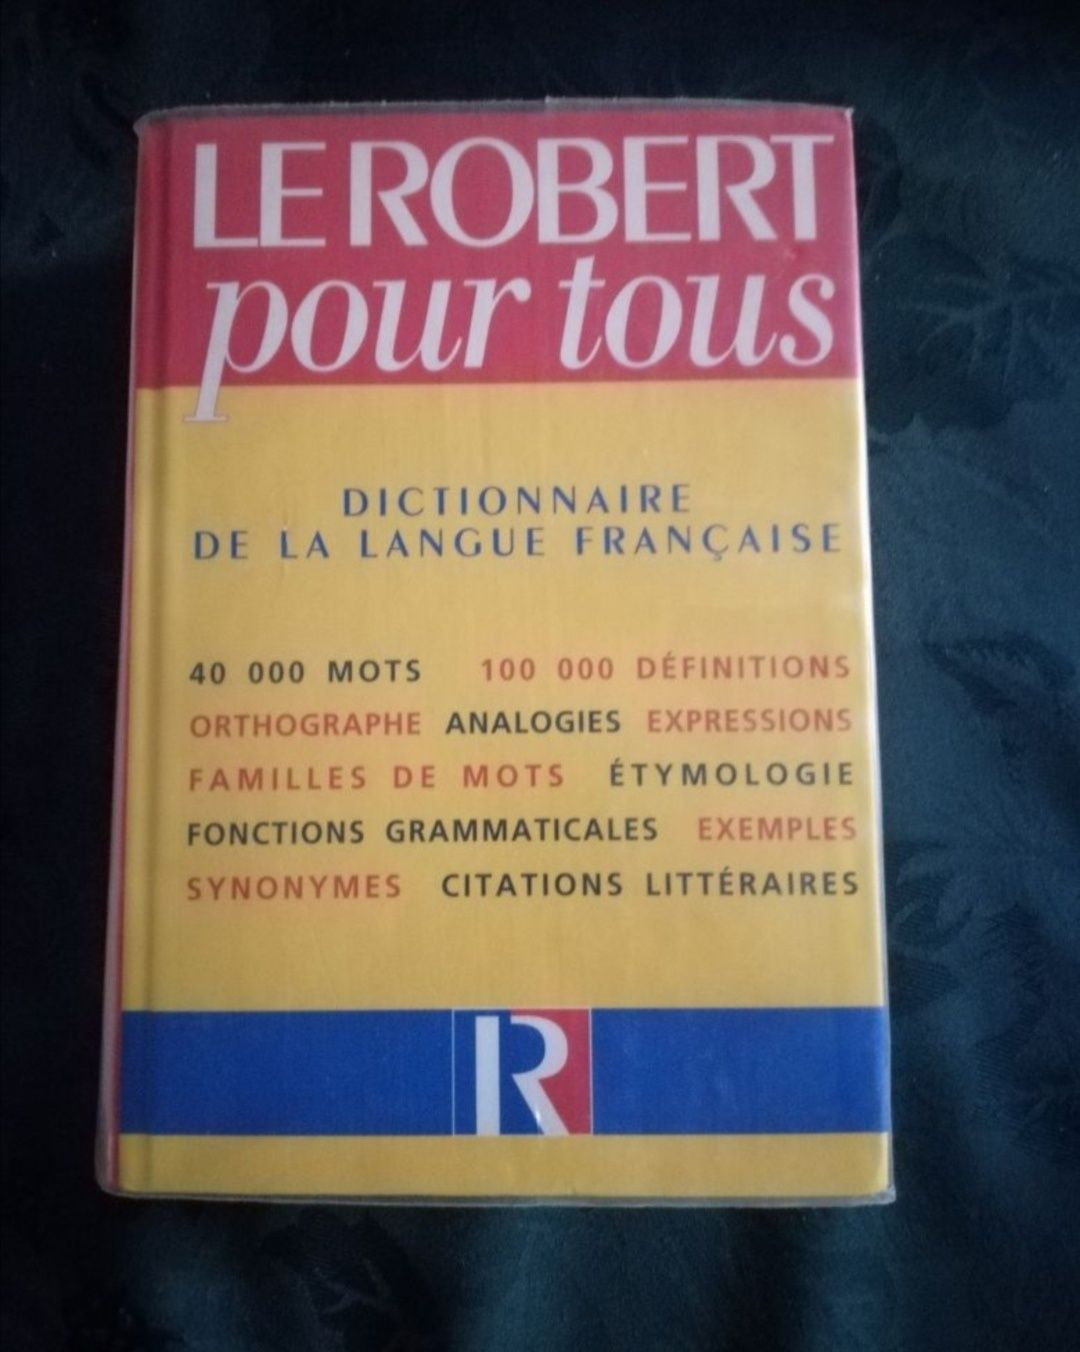 LE ROBERT
pour tous
DICTIONNAIRE
DE LA LANGUE FRANÇAISE
40 000 MOTS 100 000 DÉFINITIONS
ORTHOGRAPHE ANALOGIES EXPRESSIONS
FAMILLES DE MOTS ÉTYMOLOGIE
FONCTIONS GRAMMATICALES EXEMPLES
SYNONYMES CITATIONS LITTÉRAIRES
R